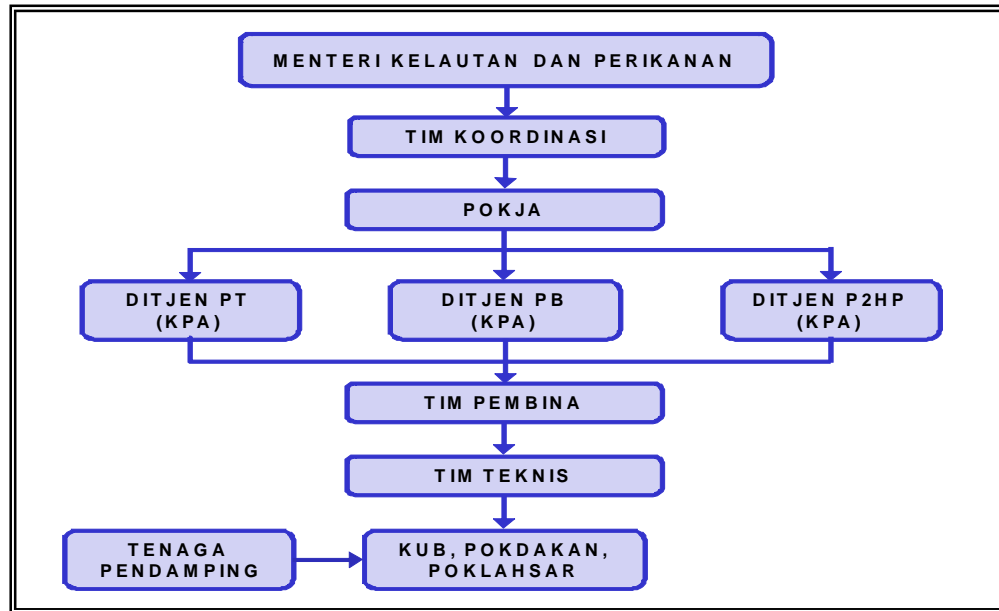 MENTERI KELAUTAN DAN PERIKANAN
TIM KOORDINASI
POKJA
DITJEN PT
(KPA)
DITJEN PB
(KPA)
DITJEN P2HP
(KPA)
TIM PEMBINA
TIM TEKNIS
TENAGA
PENDAMPING
KUB, POKDAKAN,
POKLAHSAR